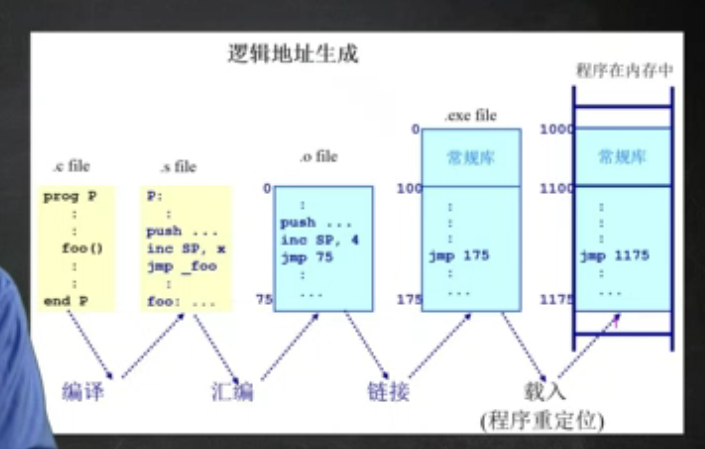 逻辑地址生成
程序在内存中
.c file
.s file
.o file
.exe file
prog P
:
:
foo()
:
:
end P
P:
:
push ...
inc SP, x
jmp _foo
:
foo: ...
0
:
push ...
inc SP, 4
jmp 75
:
...
75
0
常规库
100
:
:
:
jmp 175
:
...
175
1000
常规库
1100
:
:
:
jmp 1175
:
...
1175
编译
汇编
链接
载入
(程序重定位)